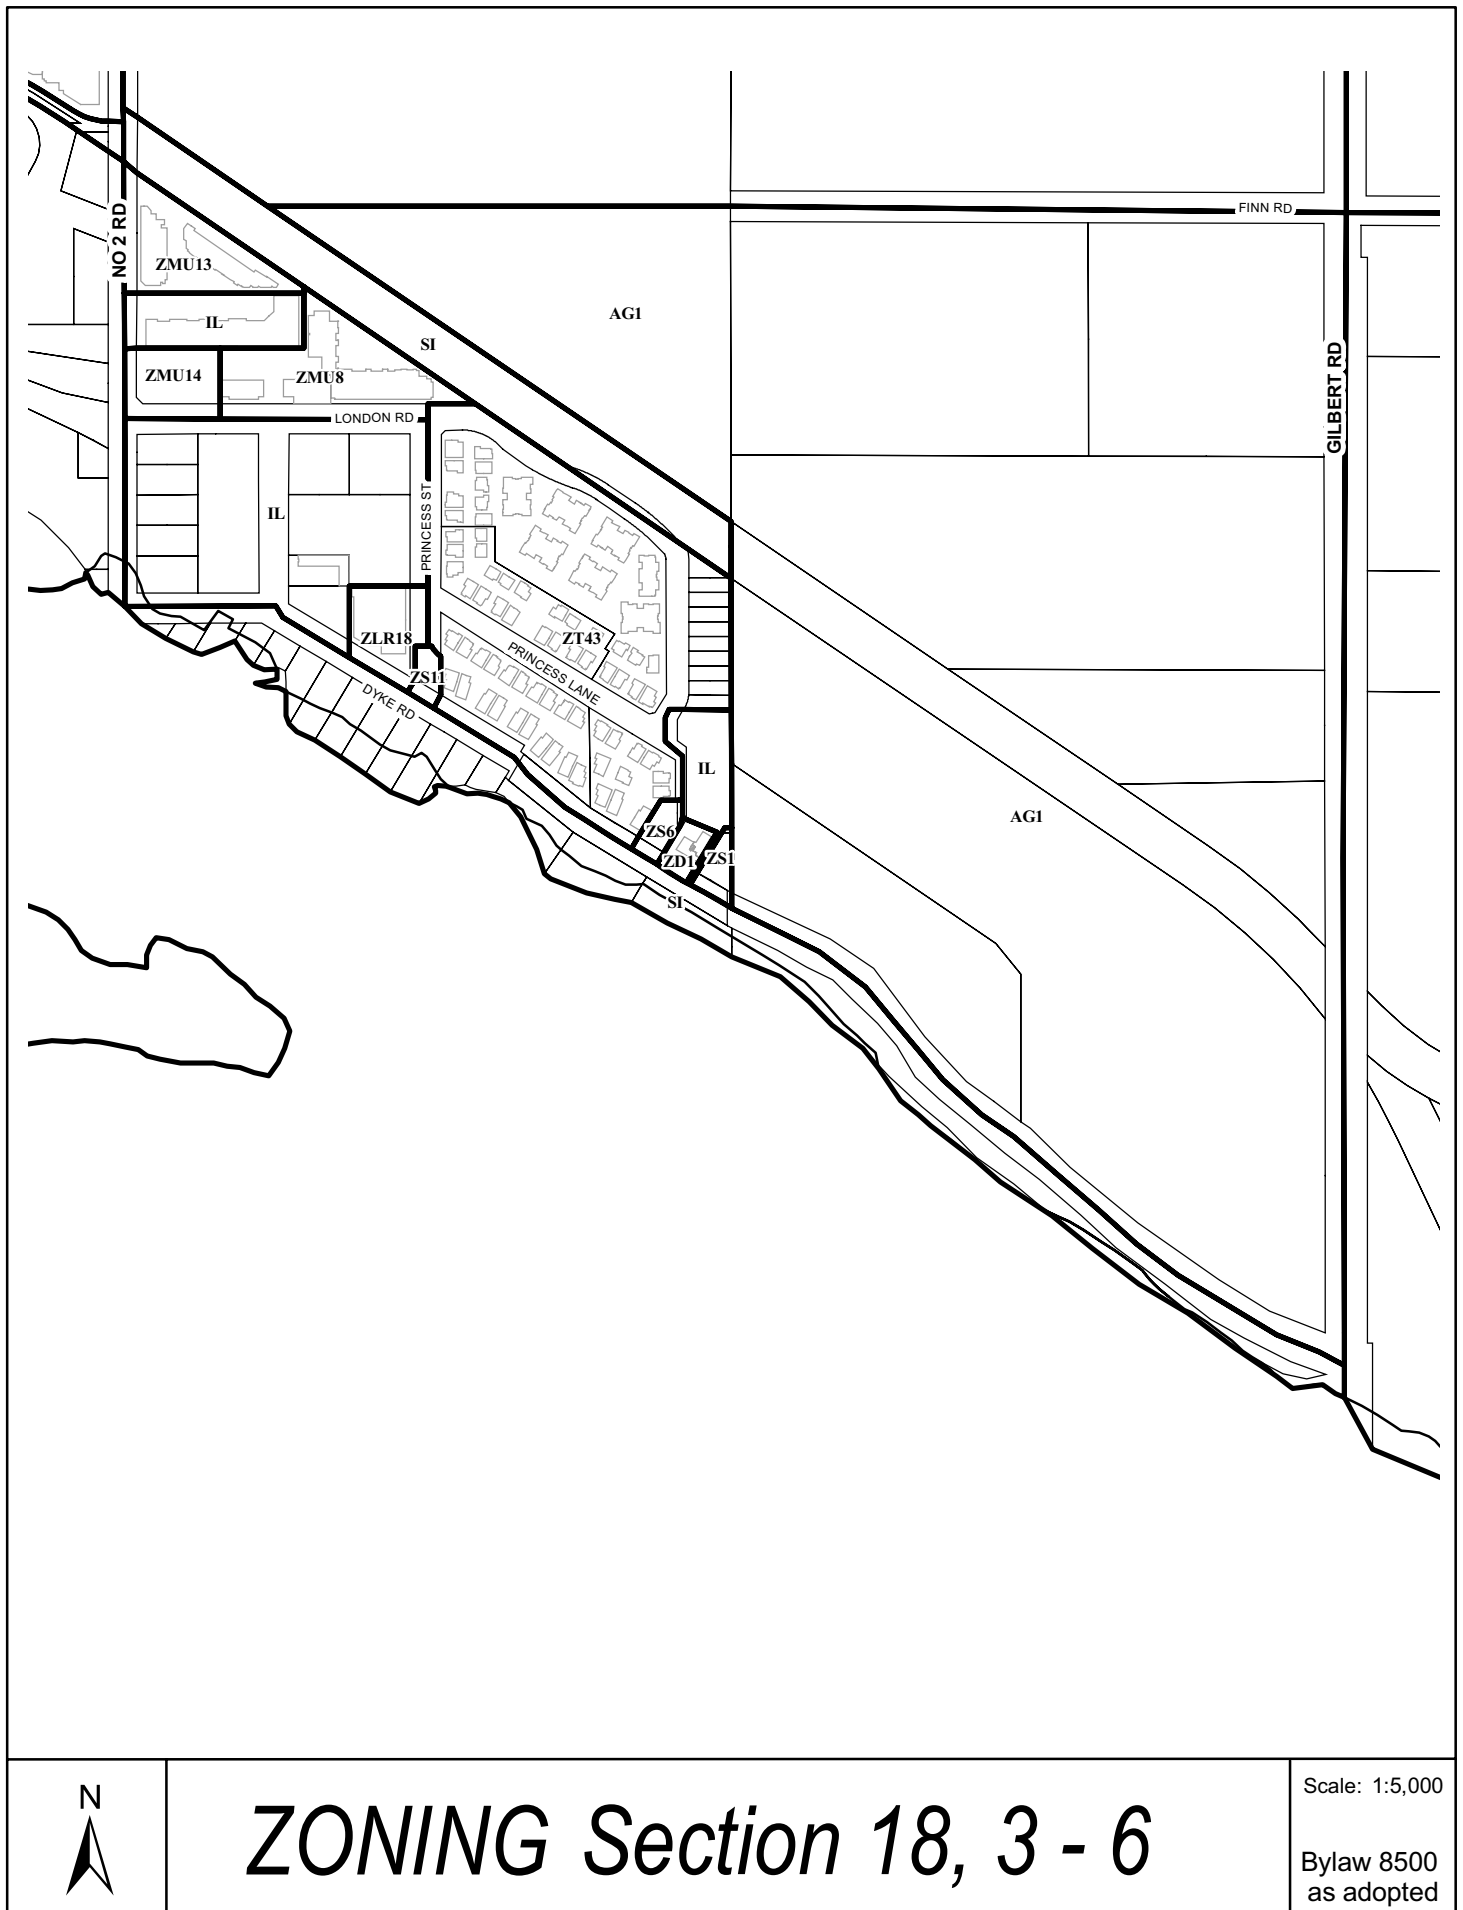 FINN RD
NO 2 RD
ZMU13
AG1
IL
SI
GILBERT RD
ZMU14
ZMU8
LONDON RD
PRINCESS ST
IL
ZLR18
ZT43
PRINCESS LANE
ZS11
DYKE RD
IL
AG1
ZS6
ZD1
ZS1
SI
N
ZONING Section 18, 3 - 6
Scale: 1:5,000
Bylaw 8500
as adopted